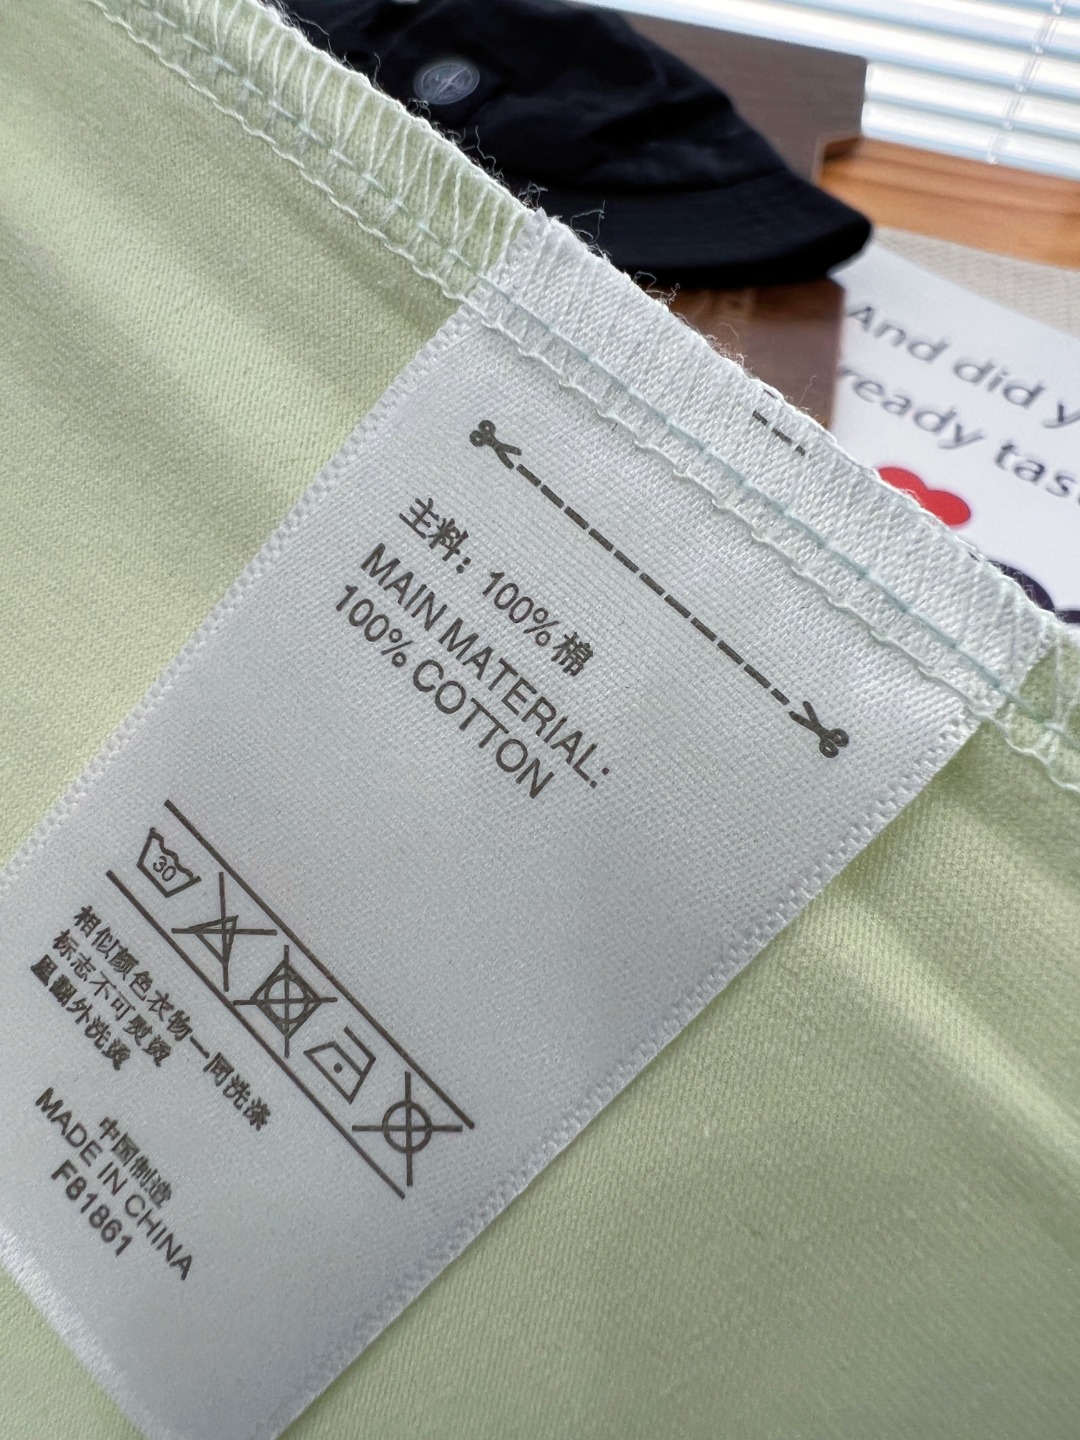 主料：100% 棉
MAIN MATERIAL:
100% COTTON
30
相似颜色衣物一同洗涤
标志不可熨烫
里翻外洗烫
中国制造
MADE IN CHINA
F81861
And did y
ready tas